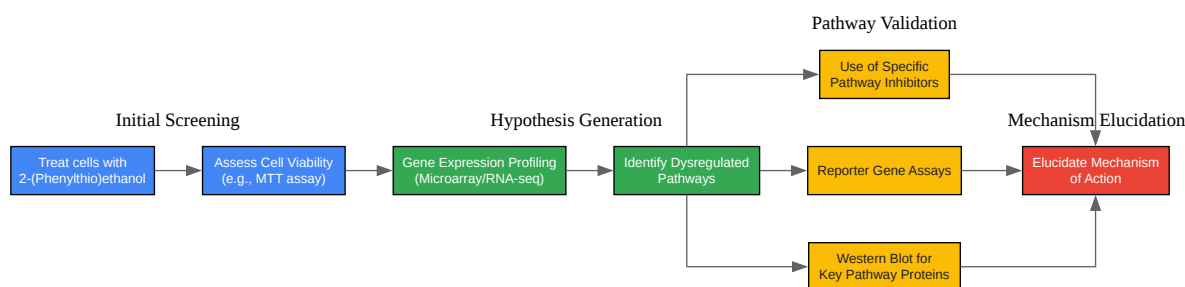 Pathway Validation
Use of Specific
Pathway Inhibitors
Initial Screening
Hypothesis Generation
Mechanism Elucidation
Treat cells with
2-(Phenylthio)ethanol
Assess Cell Viability
(e.g., MTT assay)
Gene Expression Profiling
(Microarray/RNA-seq)
Identify Dysregulated
Pathways
Reporter Gene Assays
Elucidate Mechanism
of Action
Western Blot for
Key Pathway Proteins